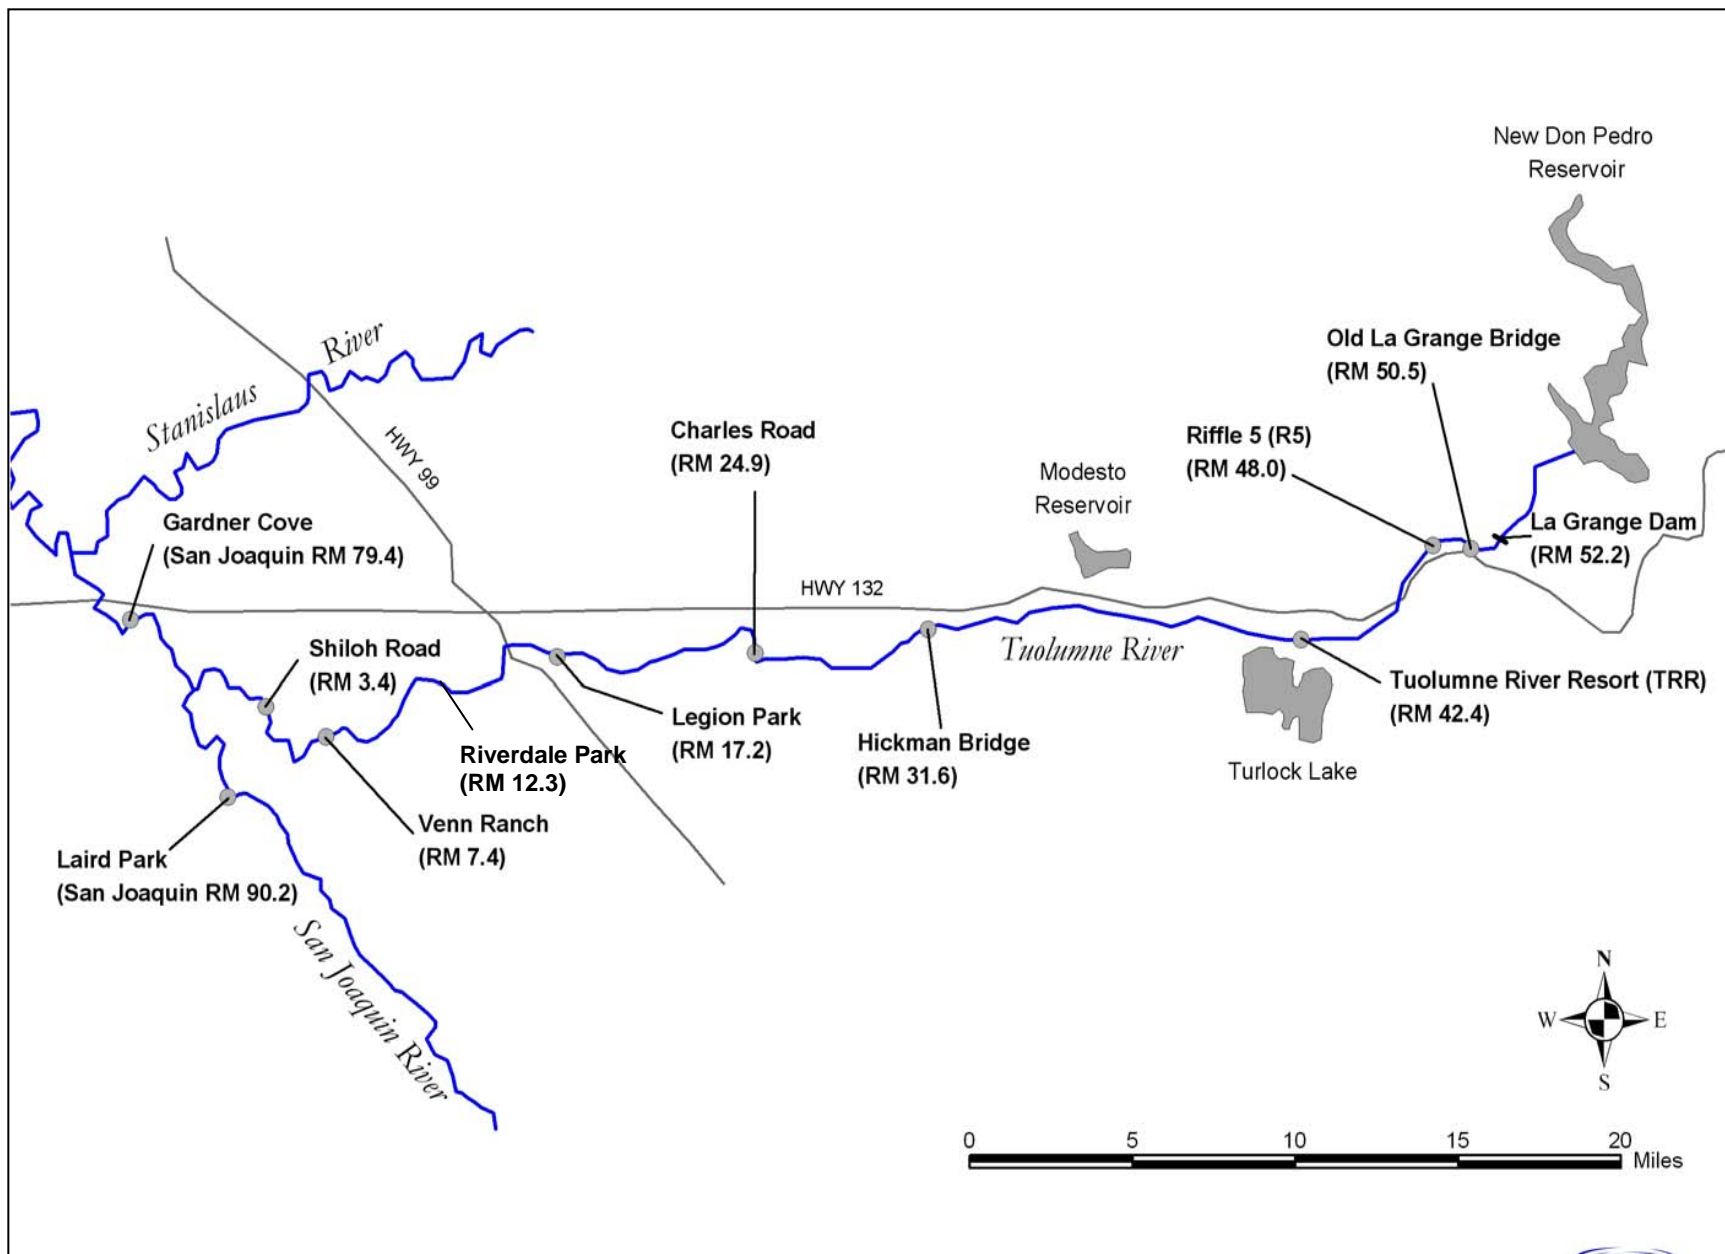 New Don Pedro
Reservoir
Old La Grange Bridge
(RM 50.5)
River
Stanislaus
HWY 99
Charles Road
(RM 24.9)
Riffle 5 (R5)
(RM 48.0)
Modesto
Reservoir
Gardner Cove
(San Joaquin RM 79.4)
La Grange Dam
(RM 52.2)
HWY 132
Shiloh Road
(RM 3.4)
Tuolumne River
Tuolumne River Resort (TRR)
(RM 42.4)
Legion Park
(RM 17.2)
Riverdale Park
(RM 12.3)
Hickman Bridge
(RM 31.6)
Turlock Lake
Venn Ranch
(RM 7.4)
Laird Park
(San Joaquin RM 90.2)
San Joaquin River
N
W E
S
0 5 10 15 20
Miles